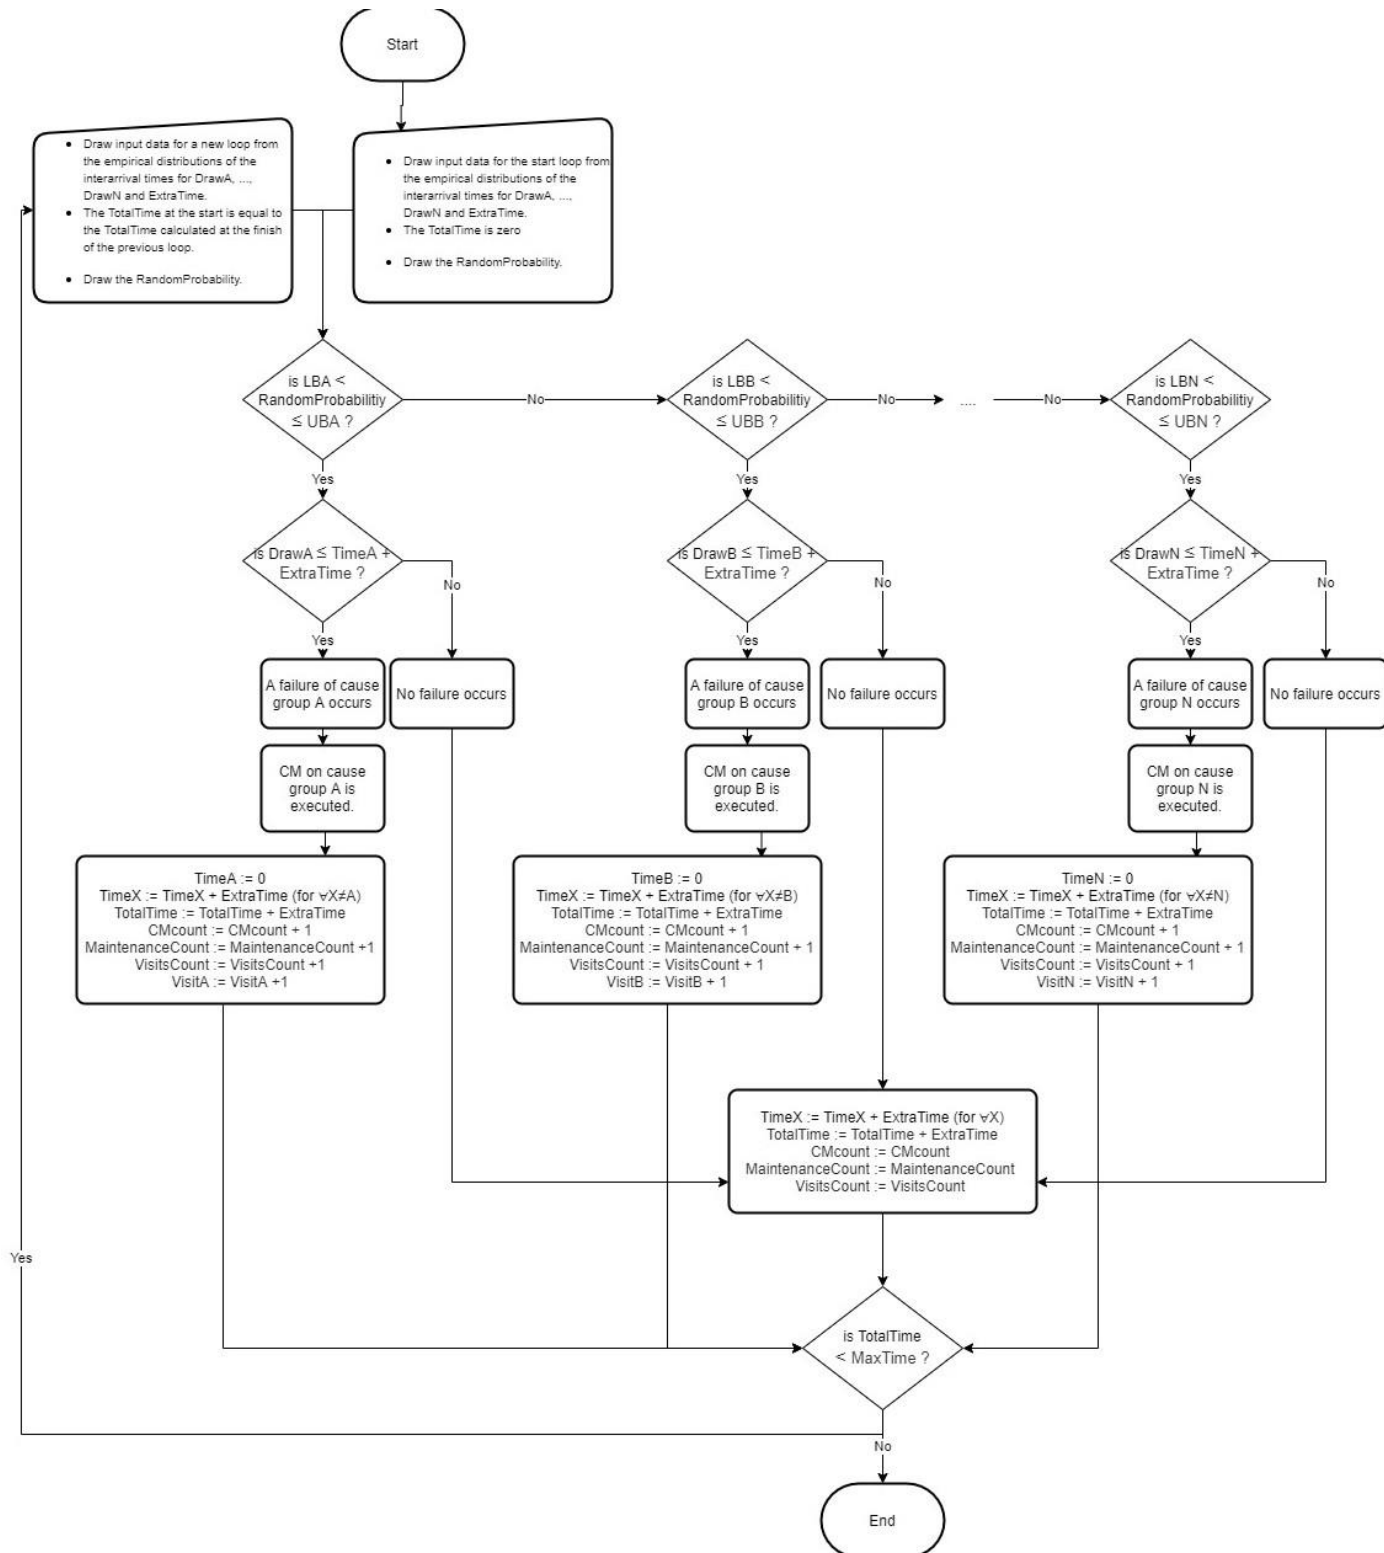 Start
• Draw input data for a new loop from
the empirical distributions of the
interarrival times for DrawA, ...,
DrawN and ExtraTime.
• The TotalTime at the start is equal to
the TotalTime calculated at the finish
of the previous loop.
• Draw the RandomProbability.
• Draw input data for the start loop from
the empirical distributions of the
interarrival times for DrawA, ...,
DrawN and ExtraTime.
• The TotalTime is zero
• Draw the RandomProbability.
is LBA <
RandomProbabilitiy
≤ UBA ?
No
is LBB <
RandomProbabilitiy
≤ UBB ?
No
....
No
is LBN <
RandomProbabilitiy
≤ UBN ?
Yes
Yes
Yes
is DrawA ≤ TimeA +
ExtraTime ?
No
is DrawB ≤ TimeB +
ExtraTime ?
No
is DrawN ≤ TimeN +
ExtraTime ?
No
Yes
Yes
Yes
A failure of cause
group A occurs
No failure occurs
A failure of cause
group B occurs
No failure occurs
A failure of cause
group N occurs
No failure occurs
CM on cause
group A is
executed.
CM on cause
group B is
executed.
CM on cause
group N is
executed.
TimeA := 0
TimeX := TimeX + ExtraTime (for ∀X≠A)
TotalTime := TotalTime + ExtraTime
CMcount := CMcount + 1
MaintenanceCount := MaintenanceCount +1
VisitsCount := VisitsCount +1
VisitA := VisitA +1
TimeB := 0
TimeX := TimeX + ExtraTime (for ∀X≠B)
TotalTime := TotalTime + ExtraTime
CMcount := CMcount + 1
MaintenanceCount := MaintenanceCount + 1
VisitsCount := VisitsCount + 1
VisitB := VisitB + 1
TimeN := 0
TimeX := TimeX + ExtraTime (for ∀X≠N)
TotalTime := TotalTime + ExtraTime
CMcount := CMcount + 1
MaintenanceCount := MaintenanceCount + 1
VisitsCount := VisitsCount + 1
VisitN := VisitN + 1
TimeX := TimeX + ExtraTime (for ∀X)
TotalTime := TotalTime + ExtraTime
CMcount := CMcount
MaintenanceCount := MaintenanceCount
VisitsCount := VisitsCount
Yes
is TotalTime
< MaxTime ?
No
End